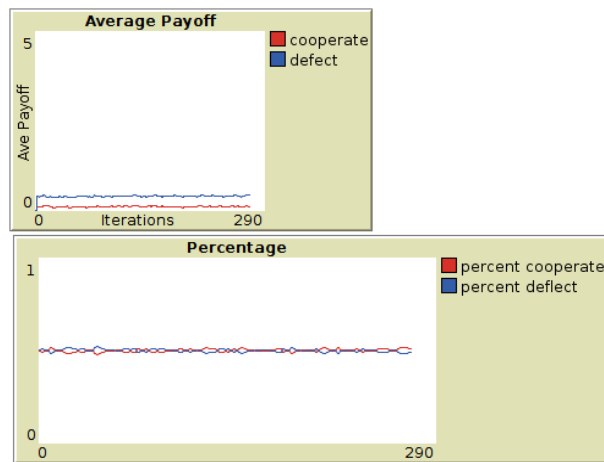 Average Payoff
5
Ave Payoff
0
0 Iterations 290
cooperate
defect
Percentage
1
0
0 290
percent cooperate
percent deflect